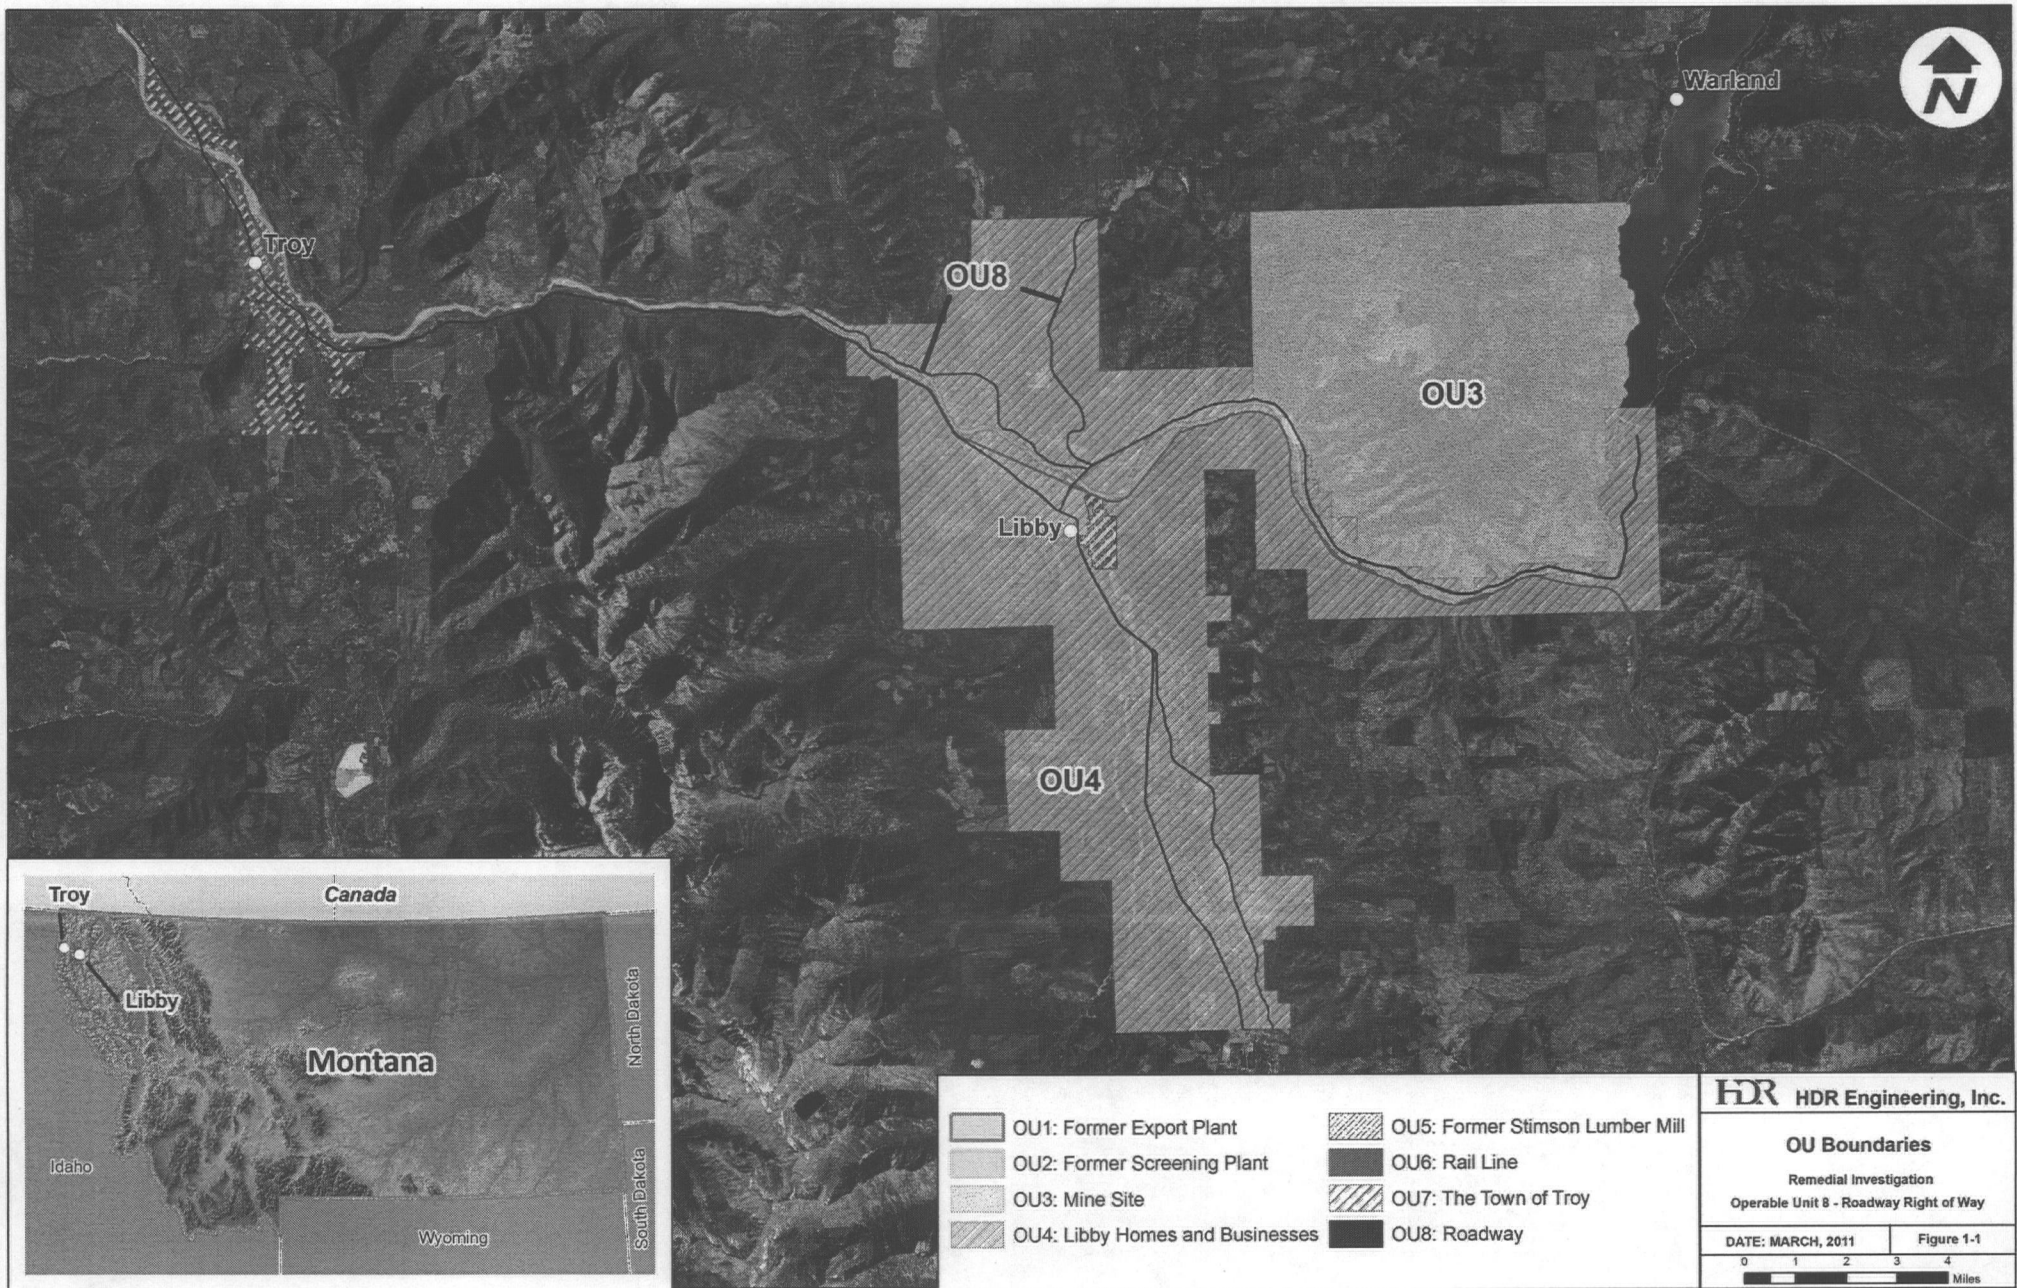 Warland
N
Troy
OU8
OU3
Libby
OU4
Troy
Canada
Libby
Montana
North Dakota
South Dakota
Idaho
Wyoming
OU1: Former Export Plant
OU2: Former Screening Plant
OU3: Mine Site
OU4: Libby Homes and Businesses
OU5: Former Stimson Lumber Mill
OU6: Rail Line
OU7: The Town of Troy
OU8: Roadway
HDR HDR Engineering, Inc.
OU Boundaries
Remedial Investigation
Operable Unit 8 - Roadway Right of Way
DATE: MARCH, 2011
Figure 1-1
0 1 2 3 4
Miles